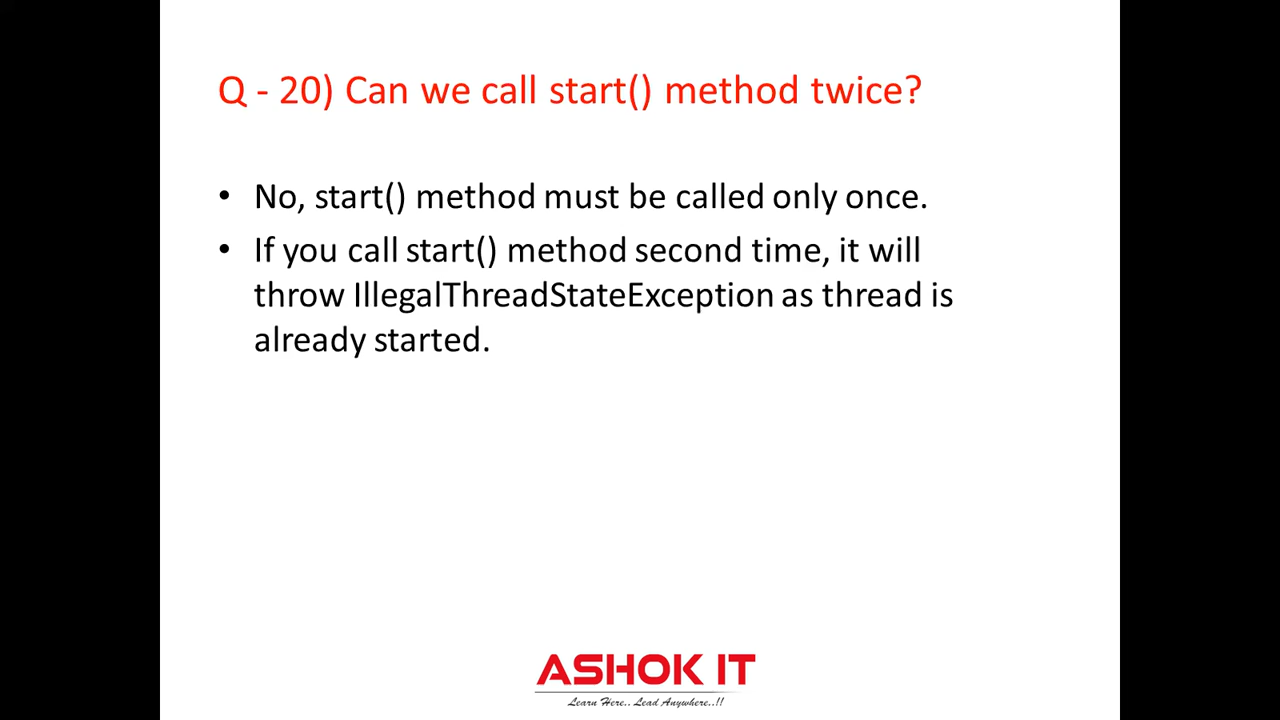 Q - 20) Can we call start() method twice?
• No, start() method must be called only once.
• If you call start() method second time, it will
throw IllegalThreadStateException as thread is
already started.
ASHOK IT
Learn Here.. Lead Anywhere..!!